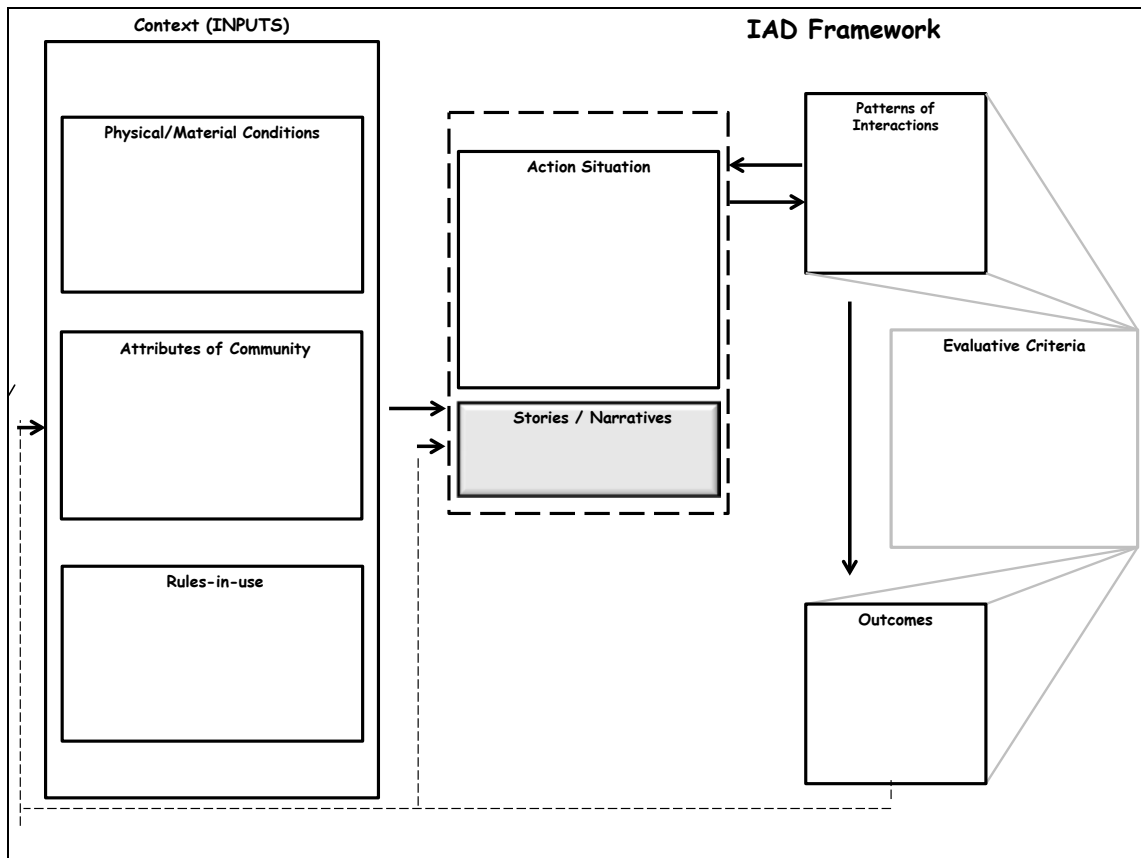 Context (INPUTS)
IAD Framework
Physical/Material Conditions
Attributes of Community
Rules-in-use
Action Situation
Stories / Narratives
Patterns of
Interactions
Evaluative Criteria
Outcomes